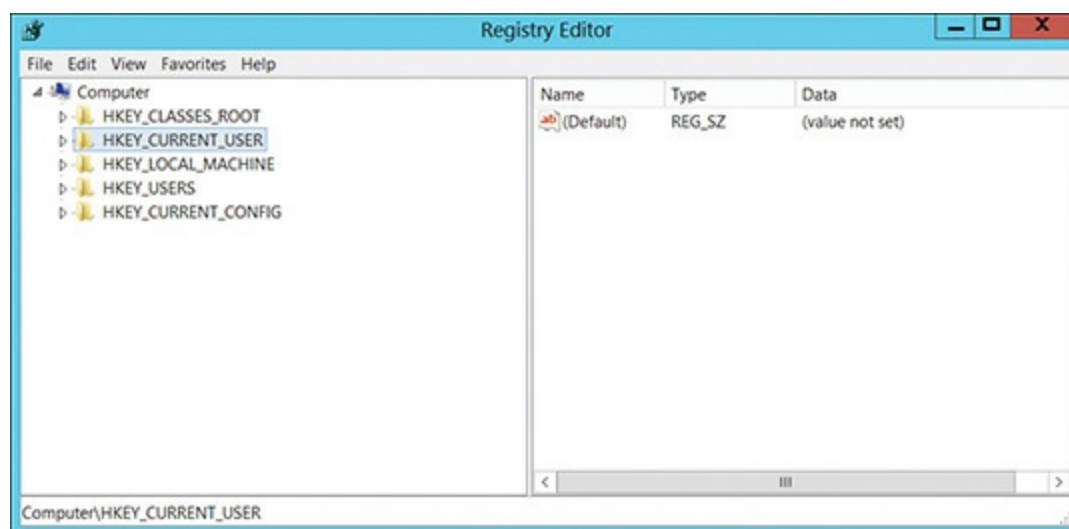 Registry Editor
File Edit View Favorites Help
Computer
HKEY_CLASSES_ROOT
HKEY_CURRENT_USER
HKEY_LOCAL_MACHINE
HKEY_USERS
HKEY_CURRENT_CONFIG
Name Type Data
ab (Default) REG_SZ (value not set)
Computer\HKEY_CURRENT_USER